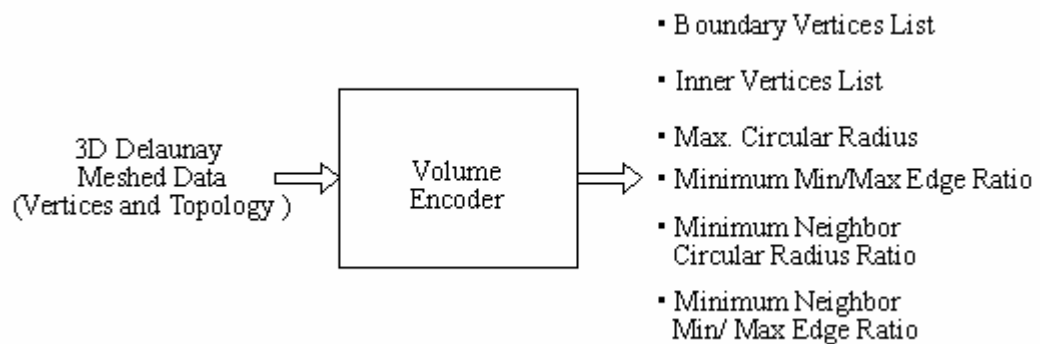 3D Delaunay
Meshed Data
(Vertices and Topology )
Volume
Encoder
▪ Boundary Vertices List
▪ Inner Vertices List
▪ Max. Circular Radius
▪ Minimum Min/Max Edge Ratio
▪ Minimum Neighbor
Circular Radius Ratio
▪ Minimum Neighbor
Min/ Max Edge Ratio